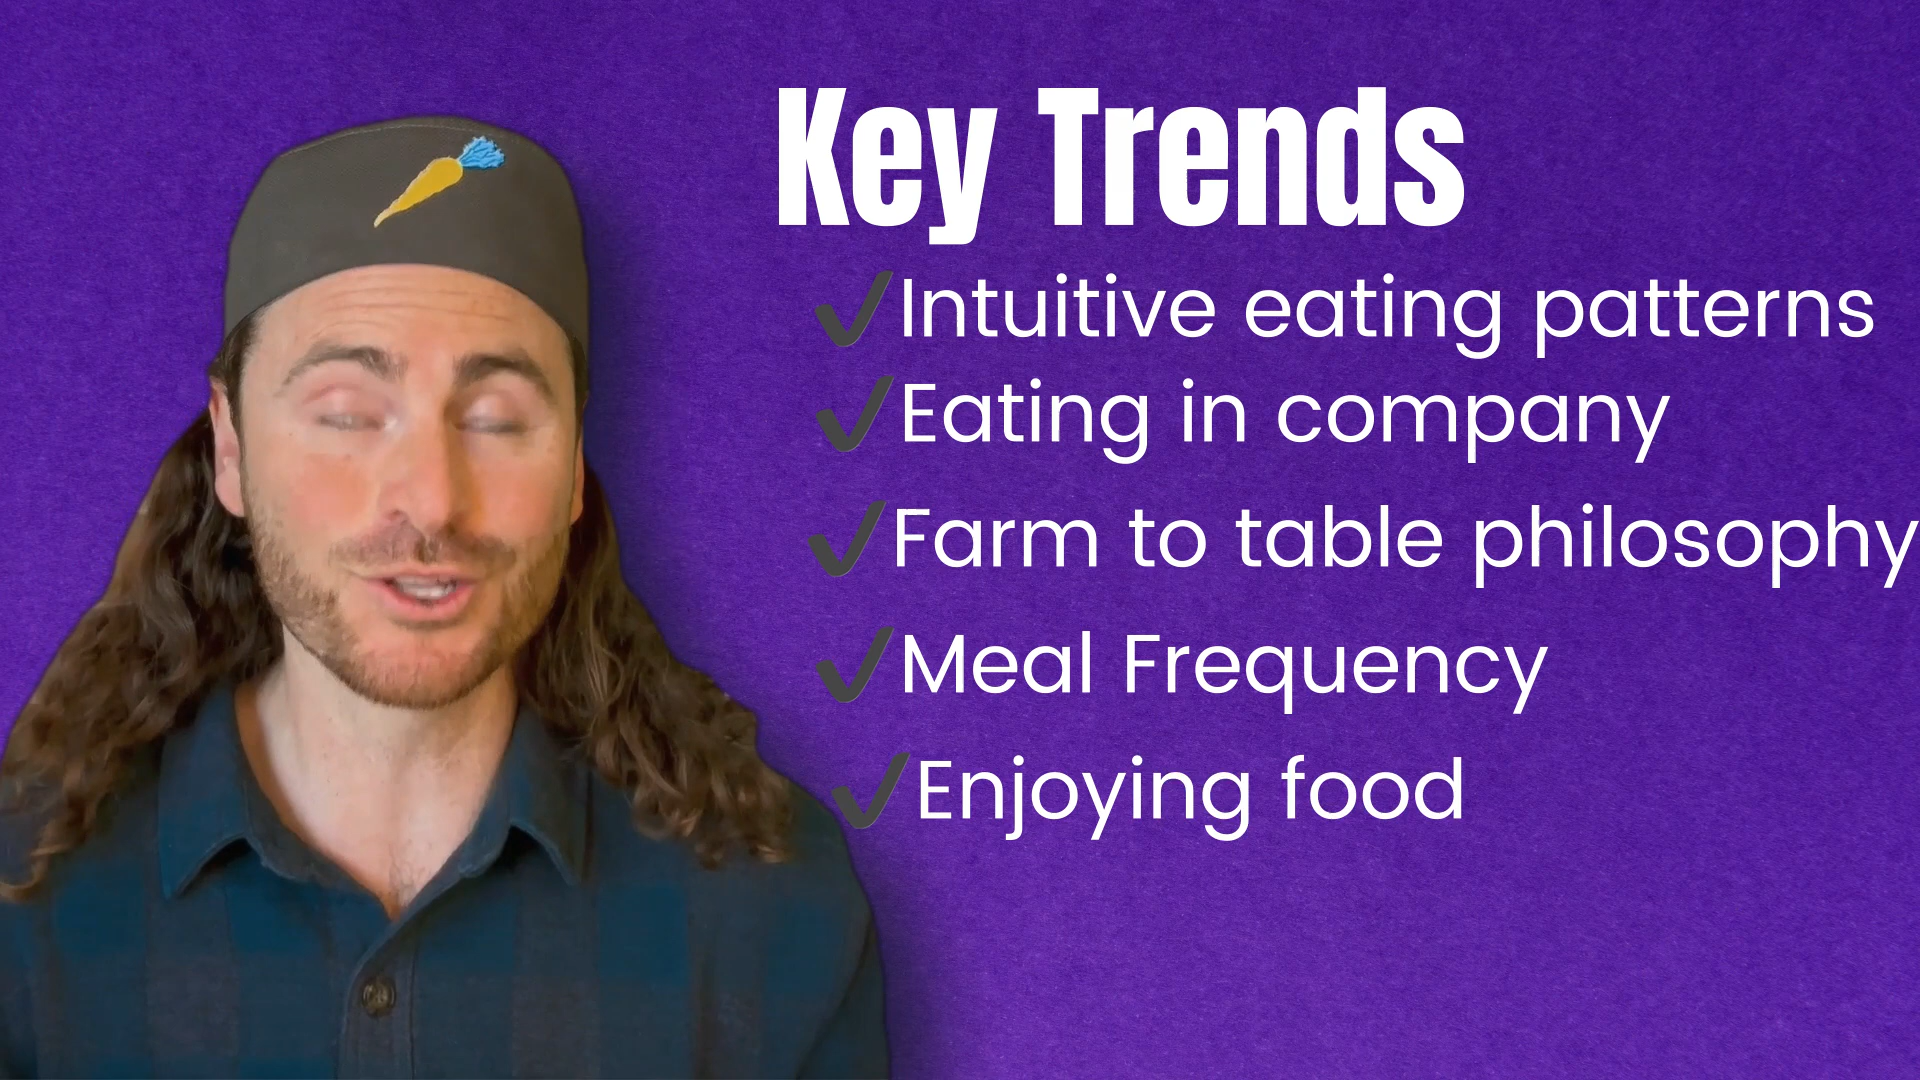 Key Trends
✔Intuitive eating patterns
✔Eating in company
✔Farm to table philosophy
✔Meal Frequency
✔Enjoying food